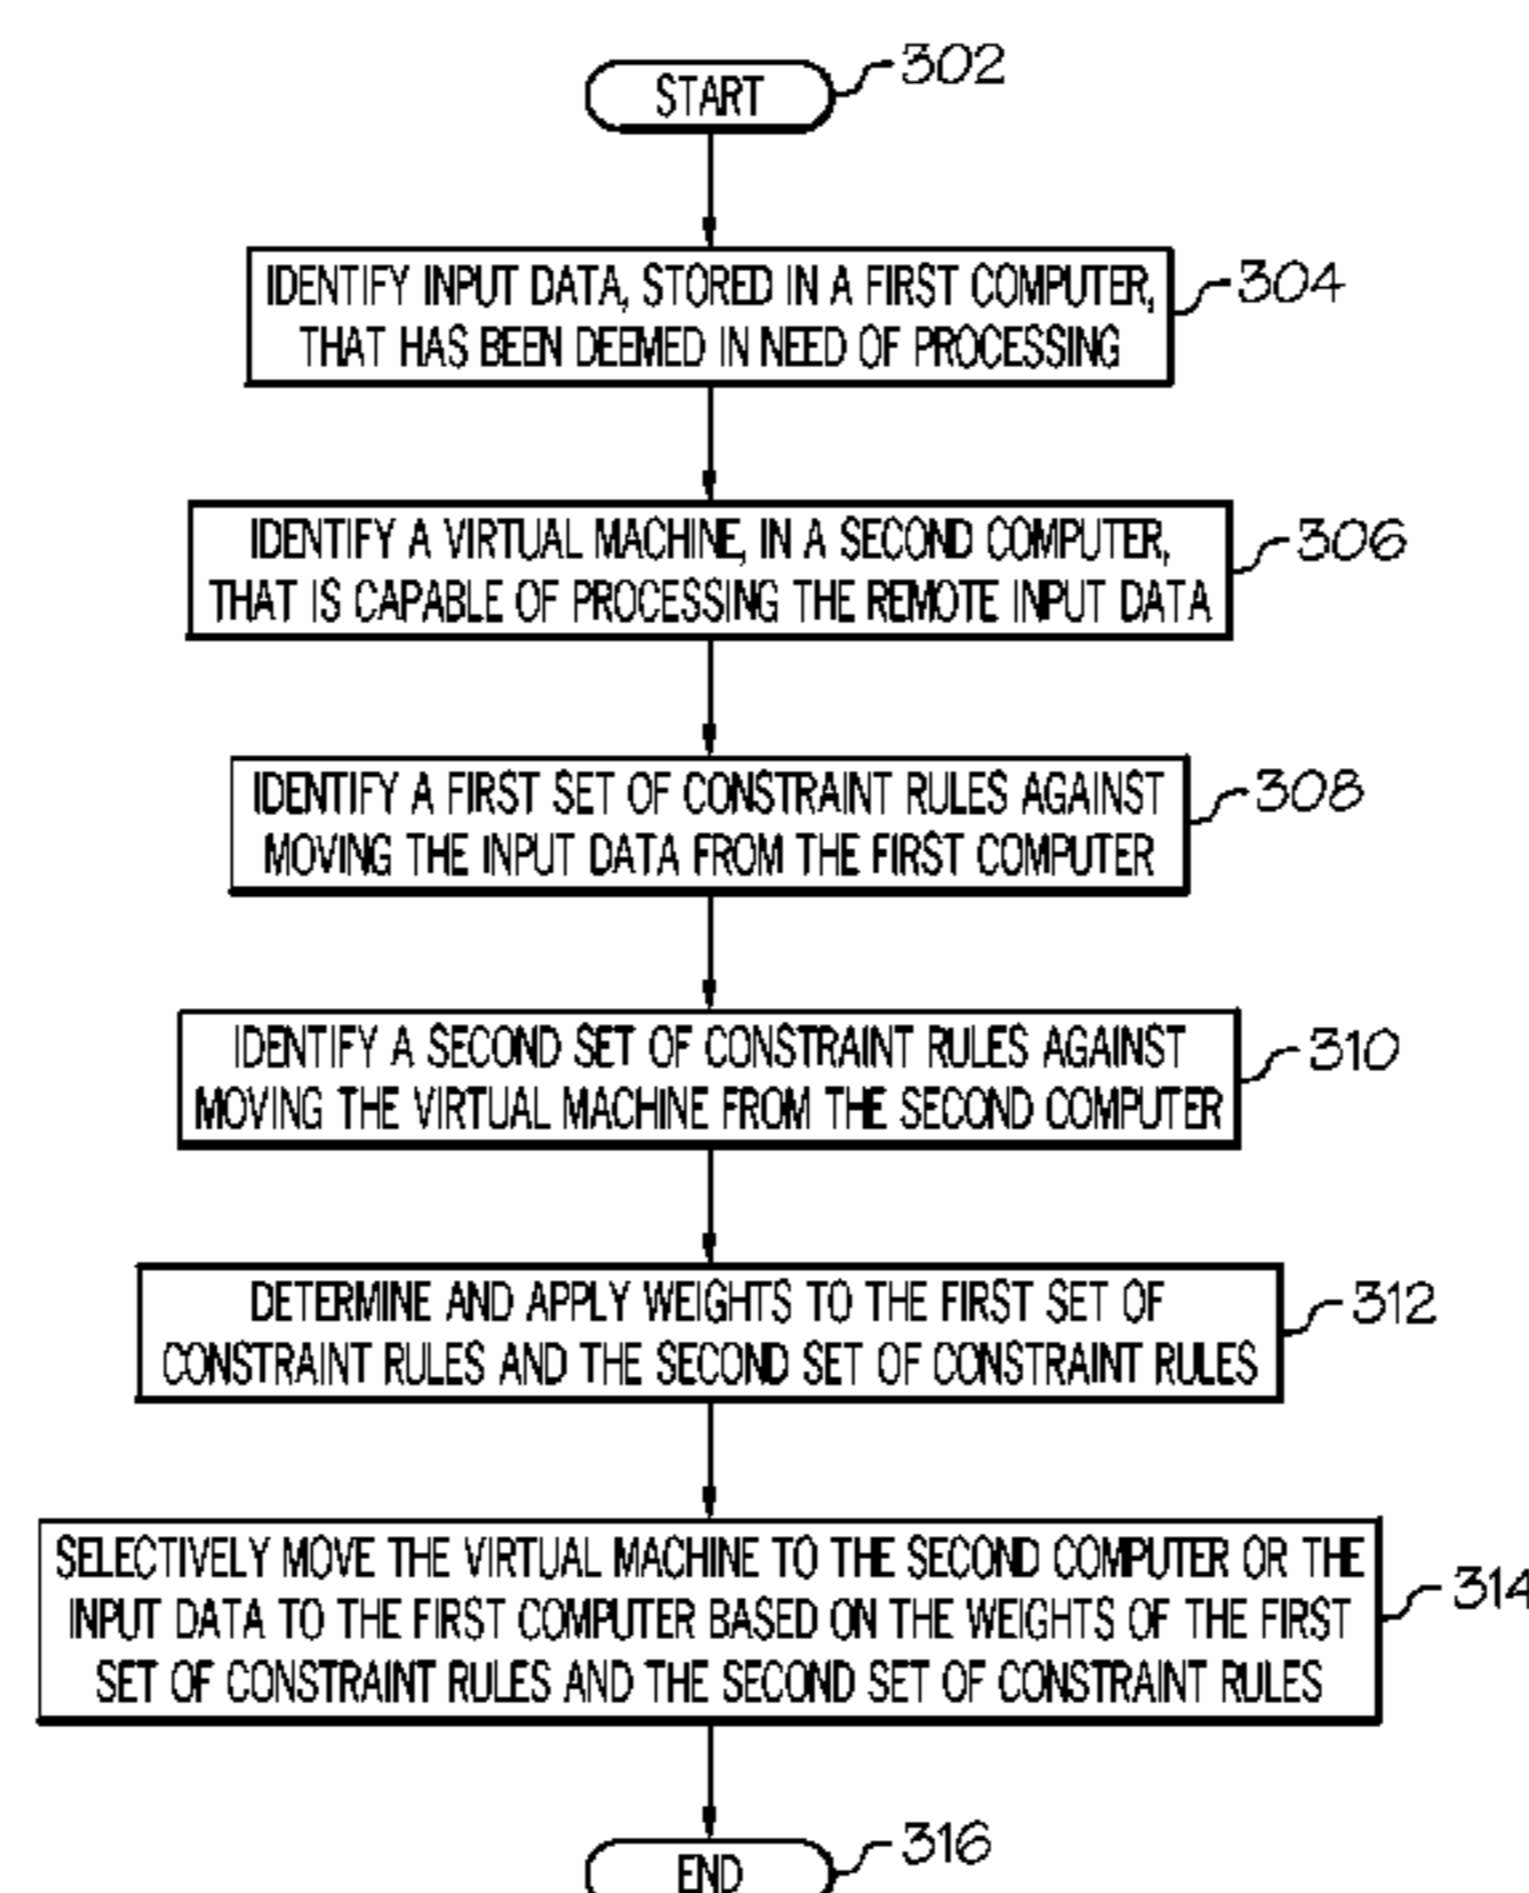 START
302
IDENTIFY INPUT DATA, STORED IN A FIRST COMPUTER,
THAT HAS BEEN DEEMED IN NEED OF PROCESSING
304
IDENTIFY A VIRTUAL MACHINE, IN A SECOND COMPUTER,
THAT IS CAPABLE OF PROCESSING THE REMOTE INPUT DATA
306
IDENTIFY A FIRST SET OF CONSTRAINT RULES AGAINST
MOVING THE INPUT DATA FROM THE FIRST COMPUTER
308
IDENTIFY A SECOND SET OF CONSTRAINT RULES AGAINST
MOVING THE VIRTUAL MACHINE FROM THE SECOND COMPUTER
310
DETERMINE AND APPLY WEIGHTS TO THE FIRST SET OF
CONSTRAINT RULES AND THE SECOND SET OF CONSTRAINT RULES
312
SELECTIVELY MOVE THE VIRTUAL MACHINE TO THE SECOND COMPUTER OR THE
INPUT DATA TO THE FIRST COMPUTER BASED ON THE WEIGHTS OF THE FIRST
SET OF CONSTRAINT RULES AND THE SECOND SET OF CONSTRAINT RULES
314
END
316